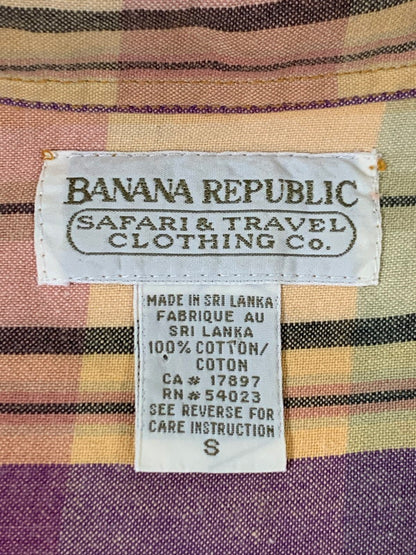 BANANA REPUBLIC
SAFARI & TRAVEL
CLOTHING Co.
MADE IN SRI LANKA
FABRIQUE AU
SRI LANKA
100% COTTON/
COTON
CA# 17897
RN# 54023
SEE REVERSE FOR
CARE INSTRUCTION
S